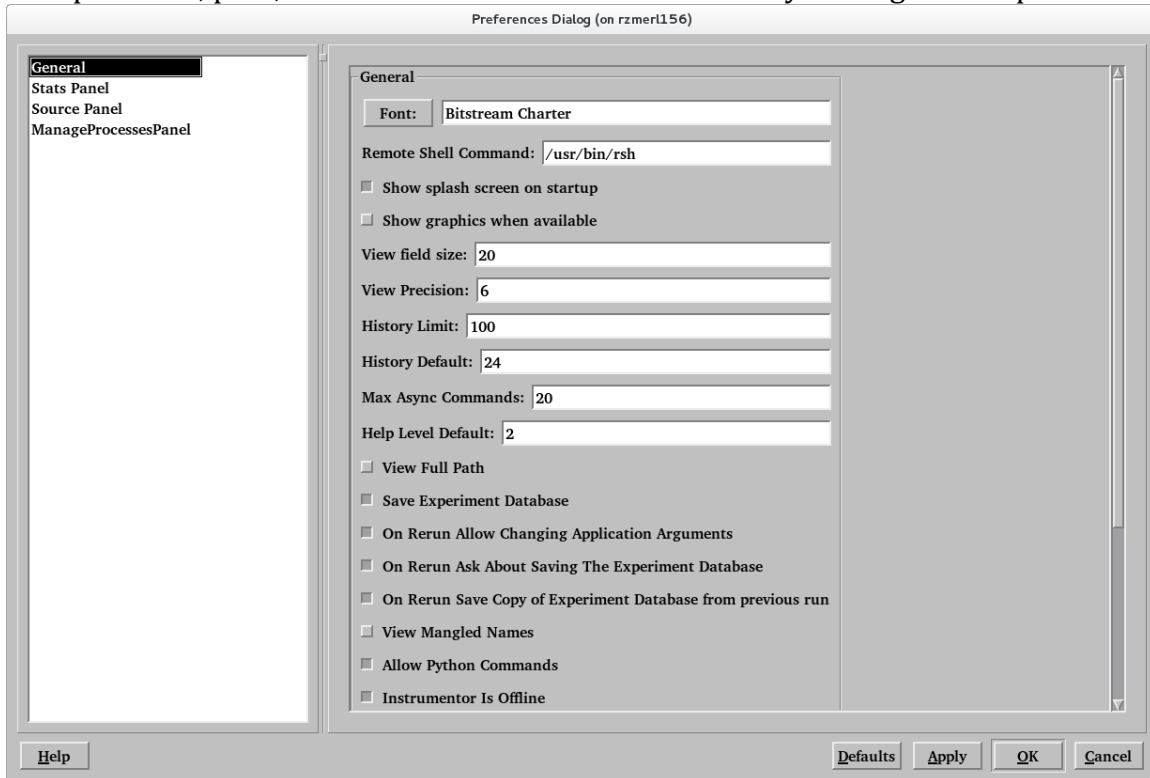 Preferences Dialog (on rzmerl156)
General
Stats Panel
Source Panel
ManageProcessesPanel
General
Font: Bitstream Charter
Remote Shell Command: /usr/bin/rsh
Show splash screen on startup
Show graphics when available
View field size: 20
View Precision: 6
History Limit: 100
History Default: 24
Max Async Commands: 20
Help Level Default: 2
View Full Path
Save Experiment Database
On Rerun Allow Changing Application Arguments
On Rerun Ask About Saving The Experiment Database
On Rerun Save Copy of Experiment Database from previous run
View Mangled Names
Allow Python Commands
Instrumentor Is Offline
Help Defaults Apply OK Cancel